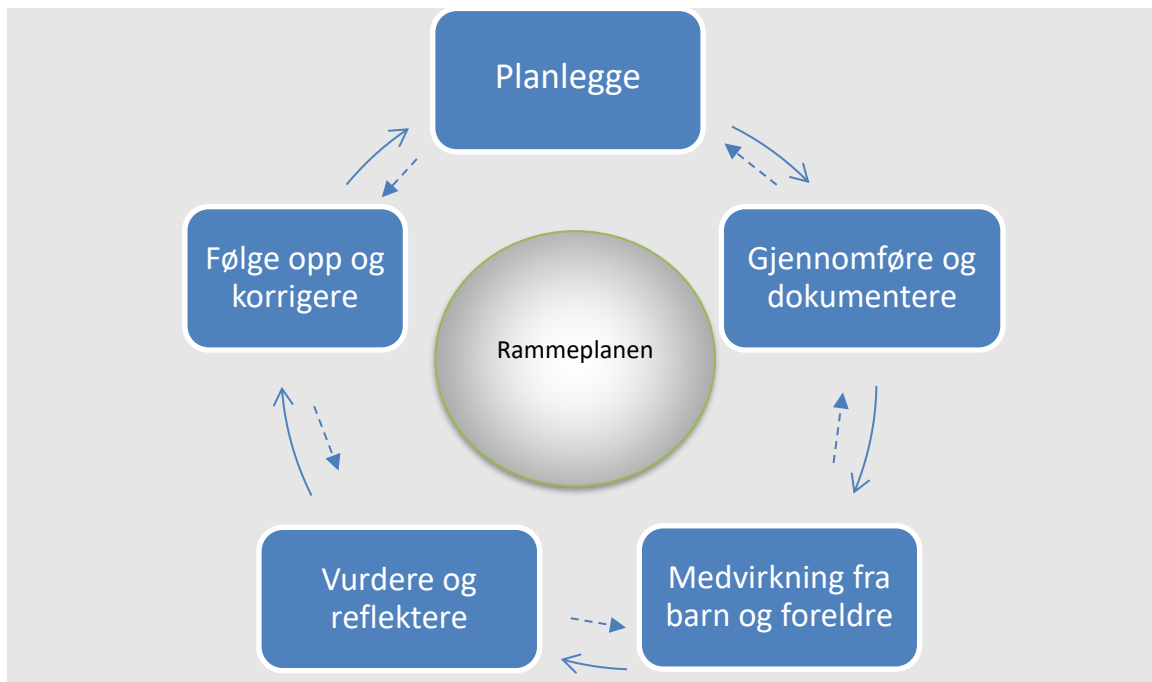 Planlegge
Følge opp og
korrigere
Gjennomføre og
dokumentere
Rammeplanen
Vurdere og
reflektere
Medvirkning fra
barn og foreldre